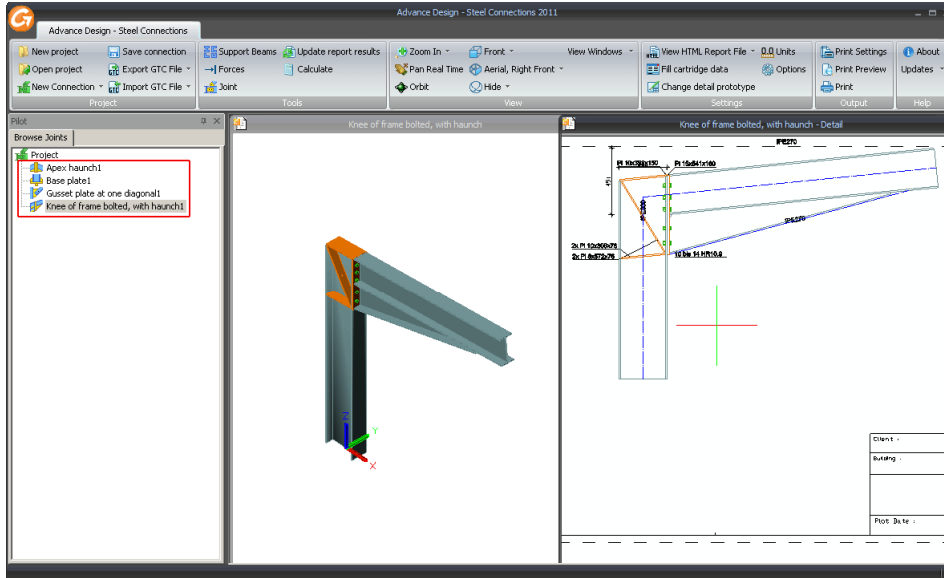 Advance Design - Steel Connections 2011
Advance Design - Steel Connections
New project
Save connection
Support Beams
Update report results
Zoom In
Front
View Windows
View HTML Report File
0.0 Units
Print Settings
About
Open project
Export GTC File
Forces
Calculate
Pan Real Time
Aerial, Right Front
Fill cartridge data
Options
Print Preview
Updates
New Connection
Import GTC File
Joint
Orbit
Hide
Change detail prototype
Print
Project
Tools
View
Settings
Output
Help
Pilot
Browse Joints
Project
Apex haunch1
Base plate1
Gusset plate at one diagonal1
Knee of frame bolted, with haunch1
Knee of frame bolted, with haunch
Z
Y
X
Knee of frame bolted, with haunch - Detail
IPE270
451
Client :
Building :
Plot Date :